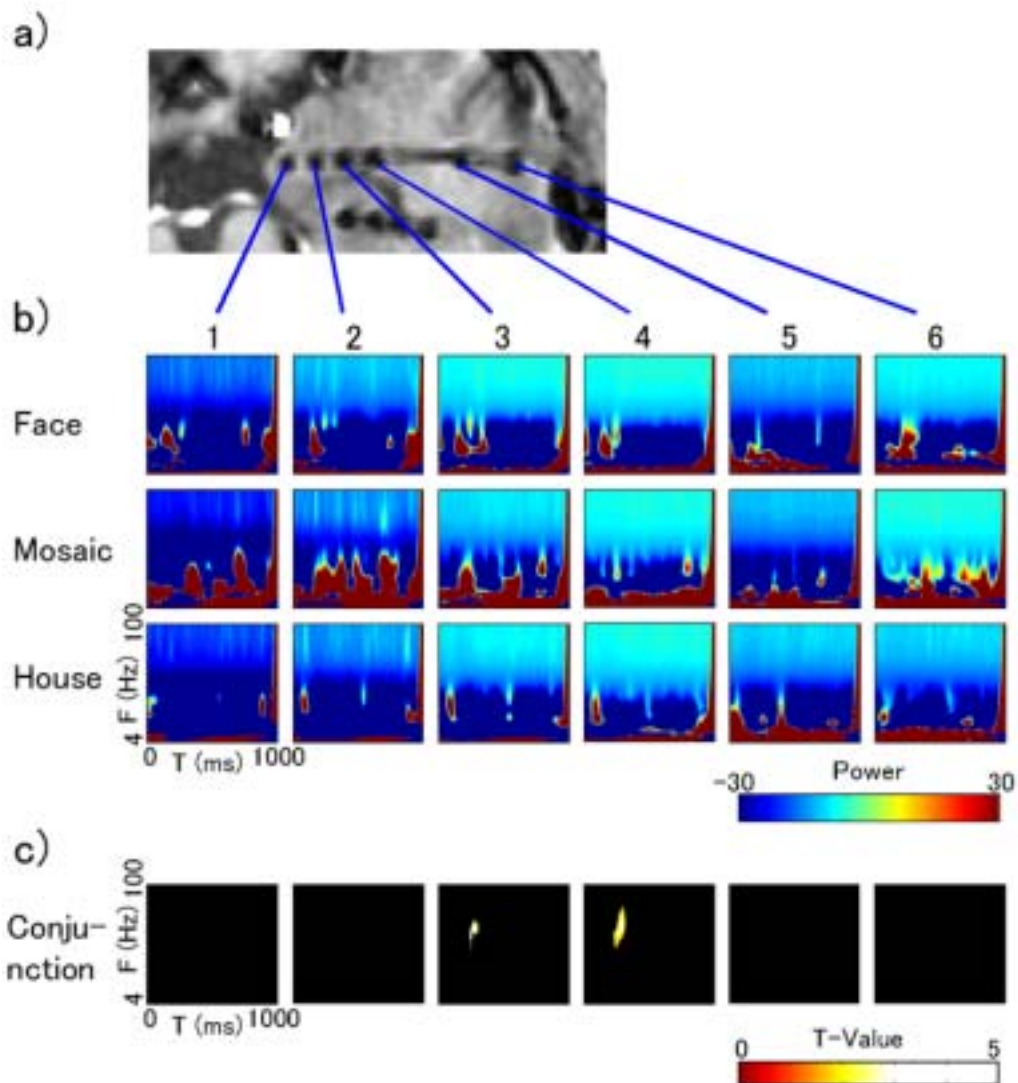 a)
b)
1 2 3 4 5 6
Face
Mosaic
House
4 F (Hz) 100
0 T (ms) 1000
Power
-30 30
c)
Conju-
nction
4 F (Hz) 100
0 T (ms) 1000
T-Value
0 5